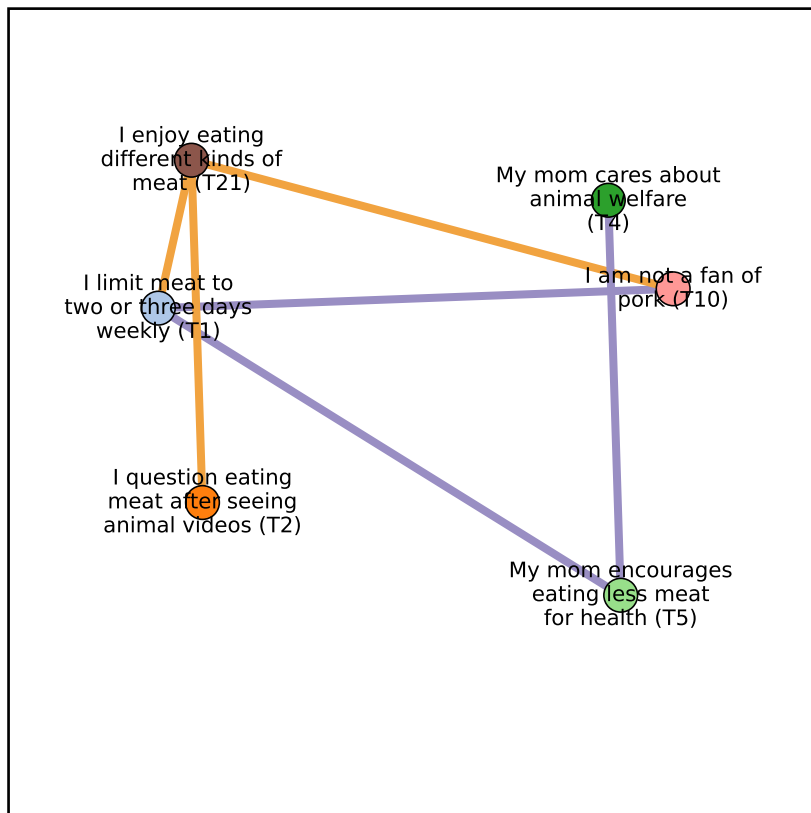 I enjoy eating
different kinds of
meat (T21)
My mom cares about
animal welfare
(T4)
I limit meat to
two or three days
weekly (T1)
I am not a fan of
pork (T10)
I question eating
meat after seeing
animal videos (T2)
My mom encourages
eating less meat
for health (T5)